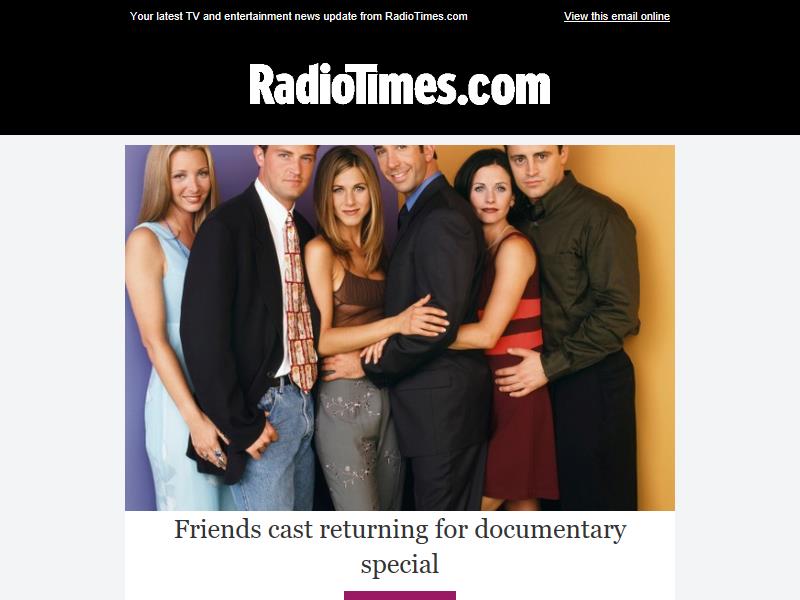 Your latest TV and entertainment news update from RadioTimes.com
View this email online
RadioTimes.com
Friends cast returning for documentary
special